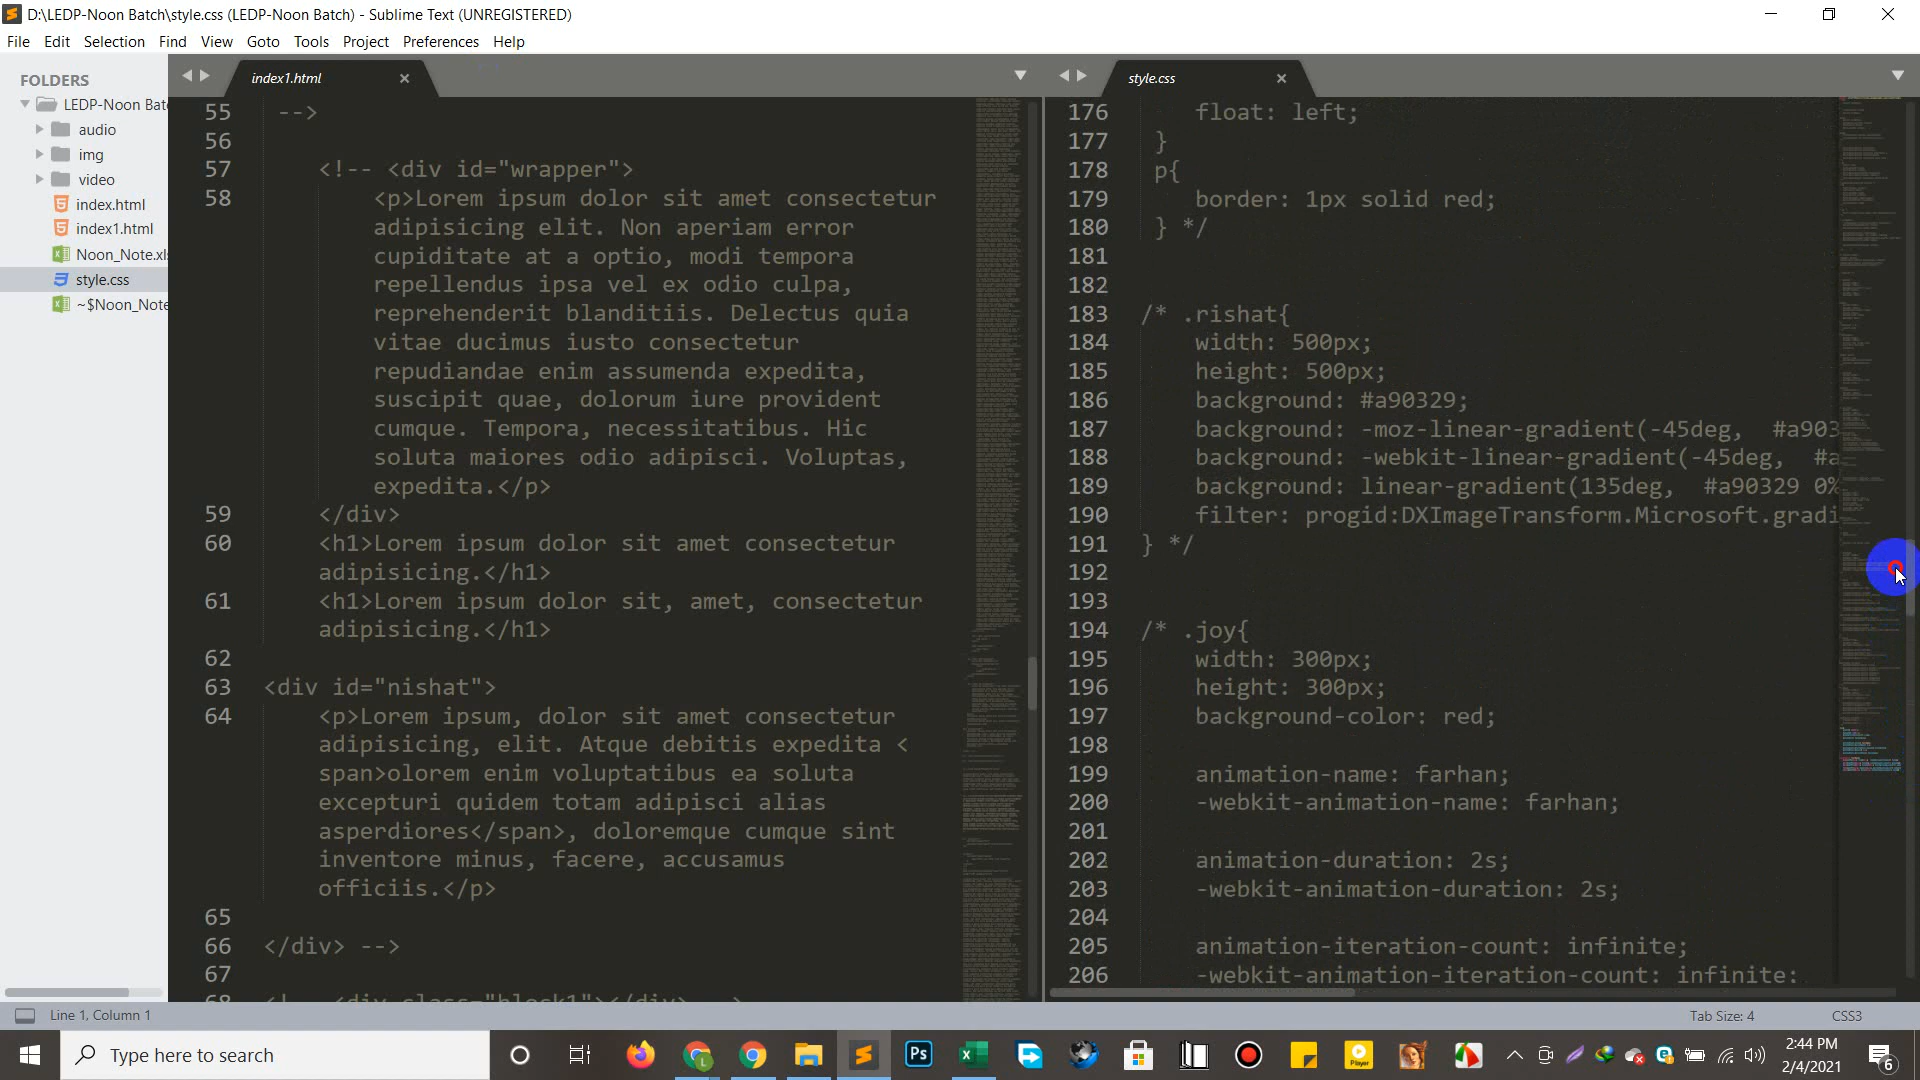 D:\LEDP-Noon Batch\style.css (LEDP-Noon Batch) - Sublime Text (UNREGISTERED)
File Edit Selection Find View Goto Tools Project Preferences Help
FOLDERS
LEDP-Noon Bat
audio
img
video
index.html
index1.html
Noon_Note.xl
style.css
~$Noon_Note
index1.html
55 -->
56
57 <!-- <div id="wrapper">
58 <p>Lorem ipsum dolor sit amet consectetur
adipisicing elit. Non aperiam error
cupiditate at a optio, modi tempora
repellendus ipsa vel ex odio culpa,
reprehenderit blanditiis. Delectus quia
vitae ducimus iusto consectetur
repudiandae enim assumenda expedita,
suscipit quae, dolorum iure provident
cumque. Tempora, necessitatibus. Hic
soluta maiores odio adipisci. Voluptas,
expedita.</p>
59 </div>
60 <h1>Lorem ipsum dolor sit amet consectetur
adipisicing.</h1>
61 <h1>Lorem ipsum dolor sit, amet, consectetur
adipisicing.</h1>
62
63 <div id="nishat">
64 <p>Lorem ipsum, dolor sit amet consectetur
adipisicing, elit. Atque debitis expedita <
span>olorem enim voluptatibus ea soluta
excepturi quidem totam adipisci alias
asperdiores</span>, doloremque cumque sint
inventore minus, facere, accusamus
officiis.</p>
65
66 </div> -->
67
68 <!-- <div class="block1"></div> -->
style.css
176 float: left;
177 }
178 p{
179 border: 1px solid red;
180 } */
181
182
183 /* .rishat{
184 width: 500px;
185 height: 500px;
186 background: #a90329;
187 background: -moz-linear-gradient(-45deg, #a903
188 background: -webkit-linear-gradient(-45deg, #a
189 background: linear-gradient(135deg, #a90329 0%
190 filter: progid:DXImageTransform.Microsoft.gradi
191 } */
192
193
194 /* .joy{
195 width: 300px;
196 height: 300px;
197 background-color: red;
198
199 animation-name: farhan;
200 -webkit-animation-name: farhan;
201
202 animation-duration: 2s;
203 -webkit-animation-duration: 2s;
204
205 animation-iteration-count: infinite;
206 -webkit-animation-iteration-count: infinite;
Line 1, Column 1
Tab Size: 4 CSS3
Type here to search
Ps
Player
2:44 PM
2/4/2021
6